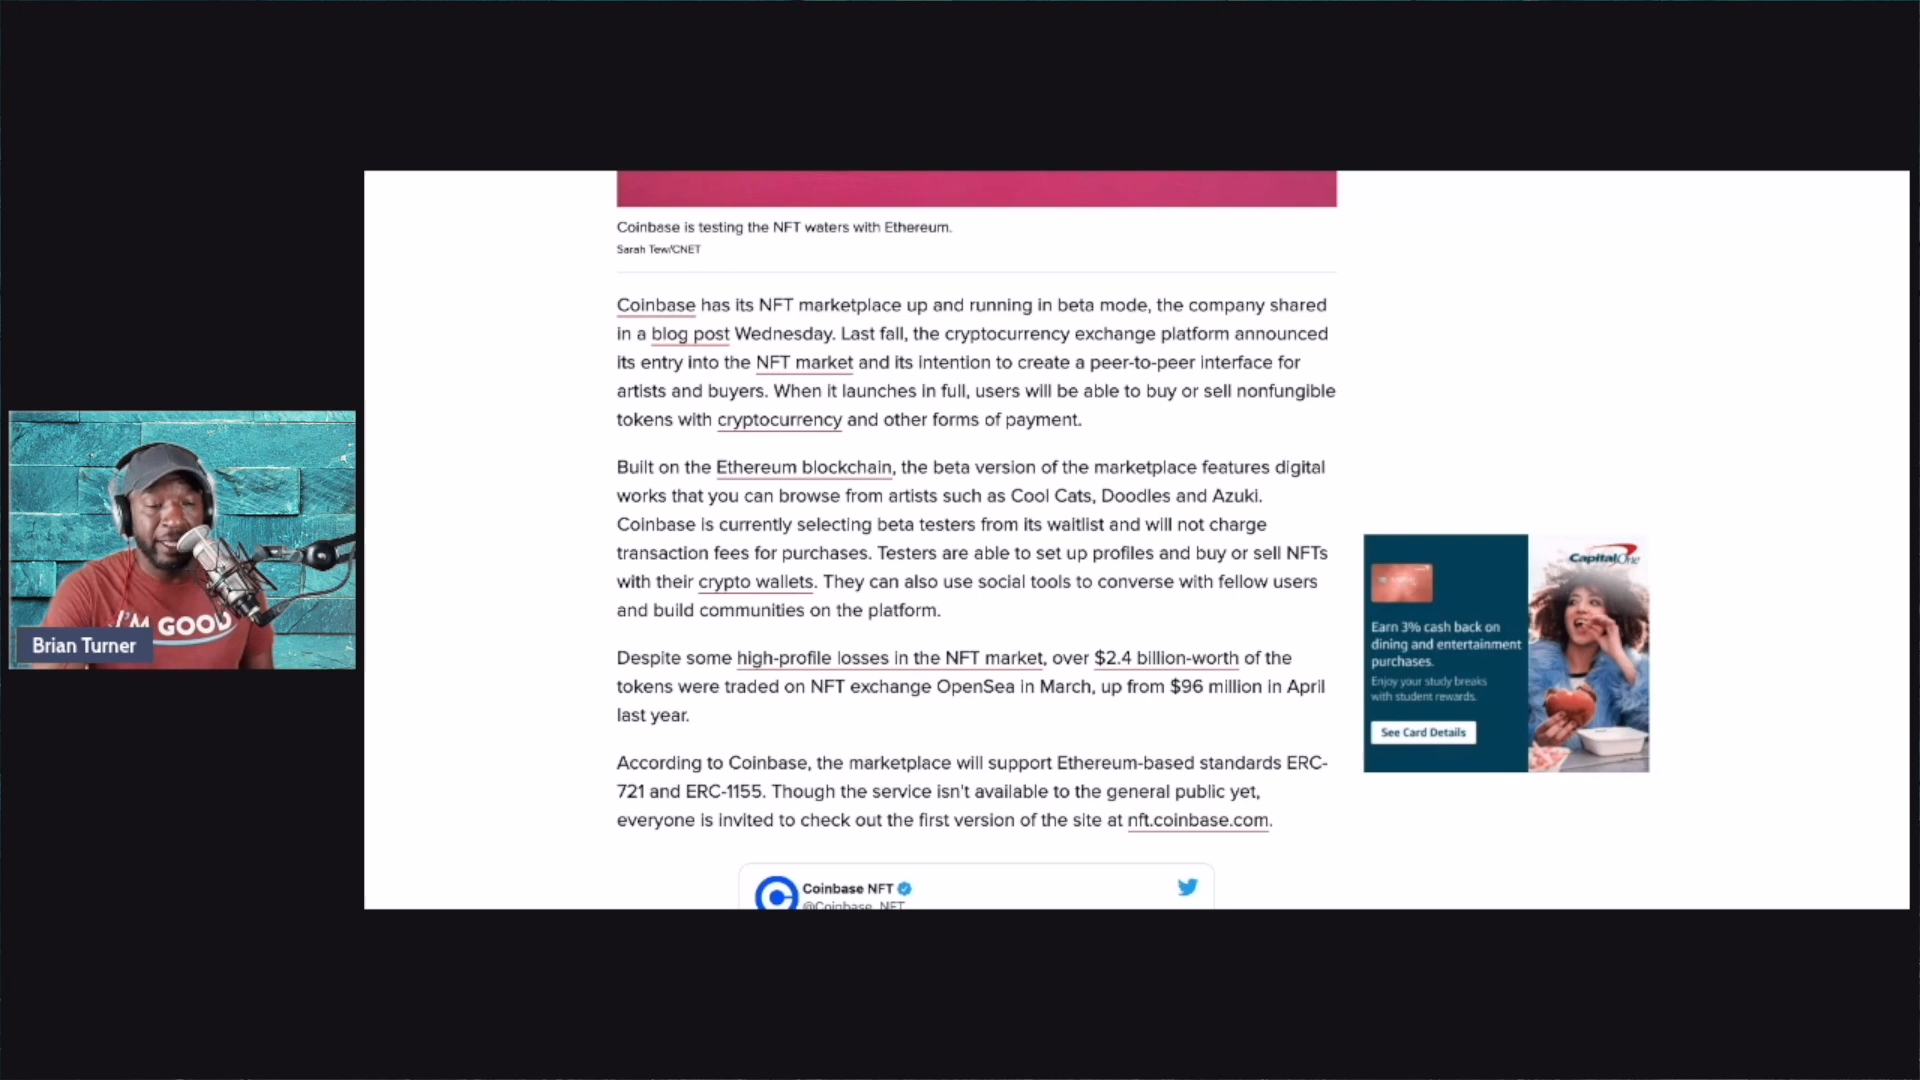 Coinbase is testing the NFT waters with Ethereum.
Sarah Tew/CNET
Coinbase has its NFT marketplace up and running in beta mode, the company shared
in a blog post Wednesday. Last fall, the cryptocurrency exchange platform announced
its entry into the NFT market and its intention to create a peer-to-peer interface for
artists and buyers. When it launches in full, users will be able to buy or sell nonfungible
tokens with cryptocurrency and other forms of payment.
Built on the Ethereum blockchain, the beta version of the marketplace features digital
works that you can browse from artists such as Cool Cats, Doodles and Azuki.
Coinbase is currently selecting beta testers from its waitlist and will not charge
transaction fees for purchases. Testers are able to set up profiles and buy or sell NFTs
with their crypto wallets. They can also use social tools to converse with fellow users
and build communities on the platform.
Despite some high-profile losses in the NFT market, over $2.4 billion-worth of the
tokens were traded on NFT exchange OpenSea in March, up from $96 million in April
last year.
According to Coinbase, the marketplace will support Ethereum-based standards ERC-
721 and ERC-1155. Though the service isn't available to the general public yet,
everyone is invited to check out the first version of the site at nft.coinbase.com.
Coinbase NFT
@Coinbase_NFT
I'M GOOD
Brian Turner
CapitalOne
Earn 3% cash back on
dining and entertainment
purchases.
Enjoy your study breaks
with student rewards.
See Card Details